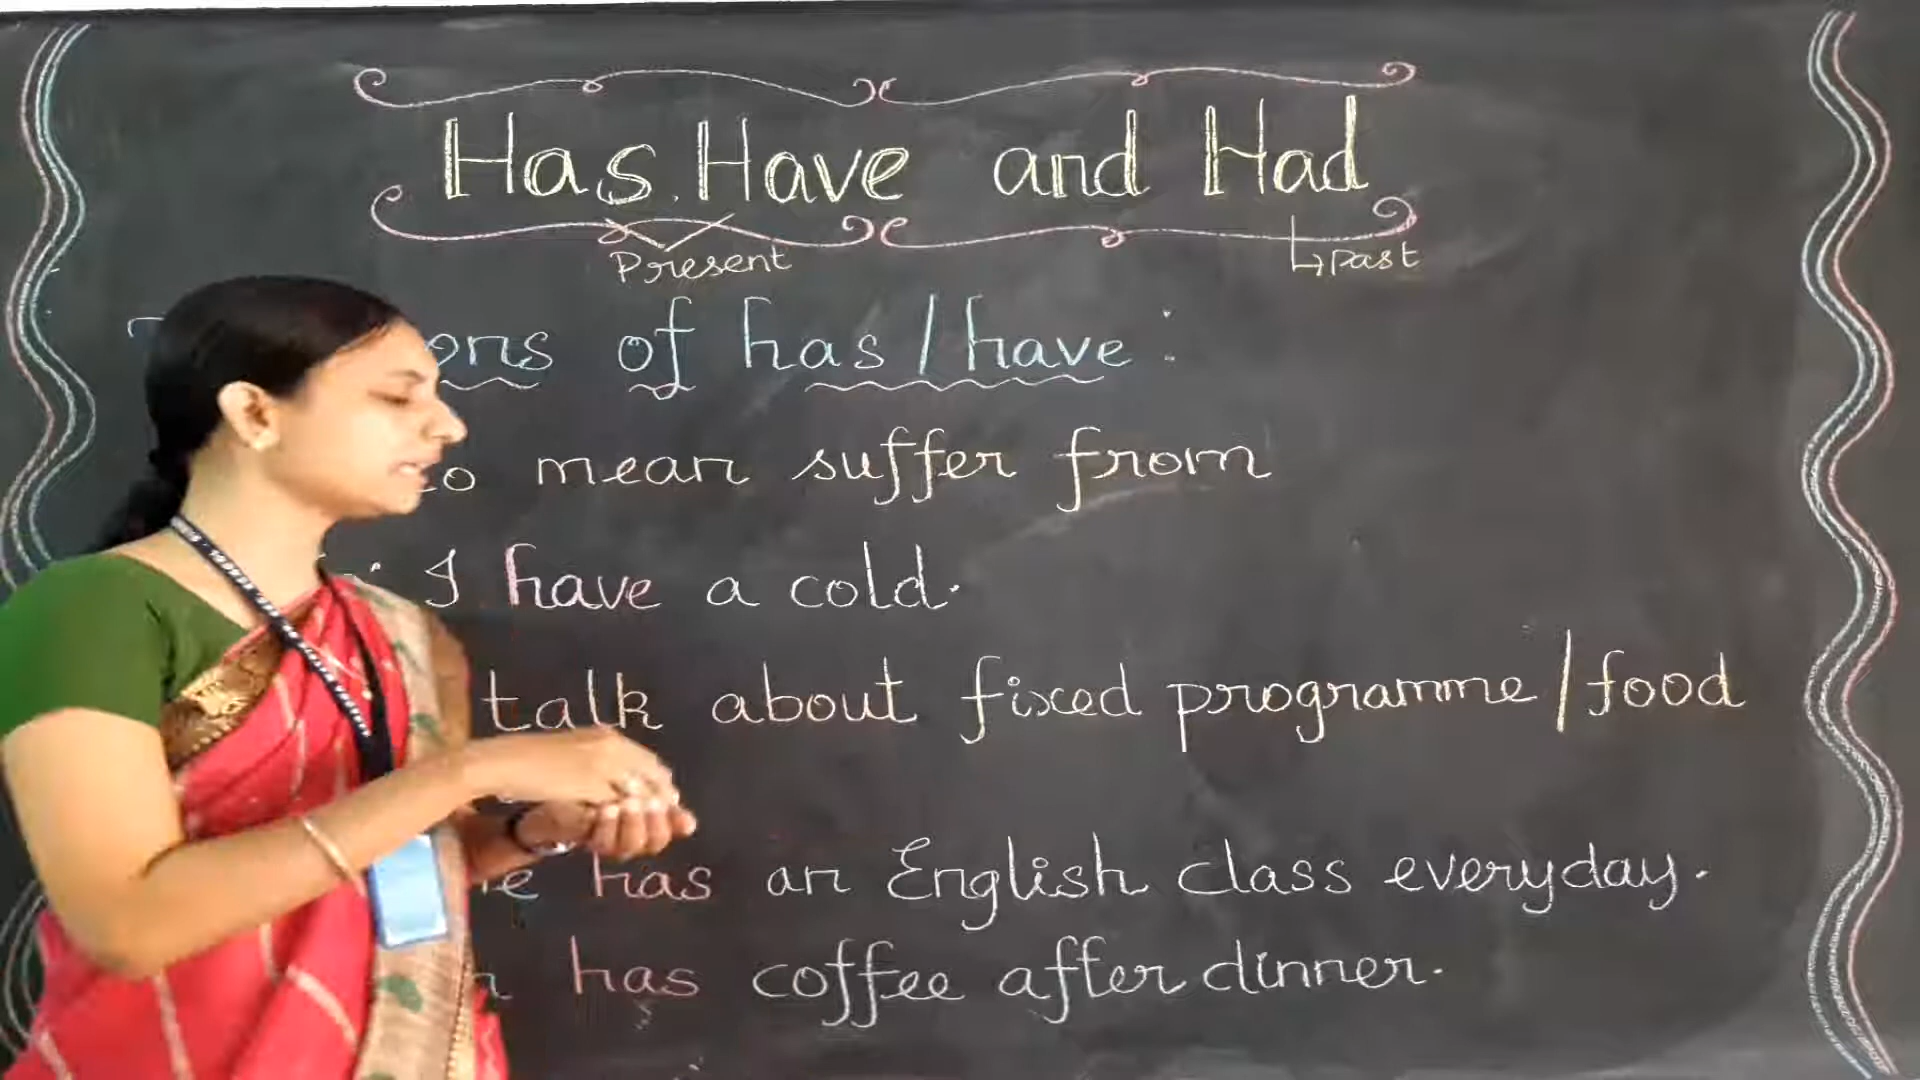 Has, Have and Had
Present
Past
of has/have:
mean suffer from
I have a cold.
talk about fixed programme/food
has an English class everyday.
has coffee after dinner.